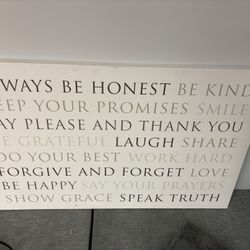 WAYS BE HONEST BE KIND
EEP YOUR PROMISES SMILE
AY PLEASE AND THANK YOU
E GRATEFUL LAUGH SHARE
DO YOUR BEST WORK HARD
FORGIVE AND FORGET LOVE
BE HAPPY SAY YOUR PRAYERS
SHOW GRACE SPEAK TRUTH